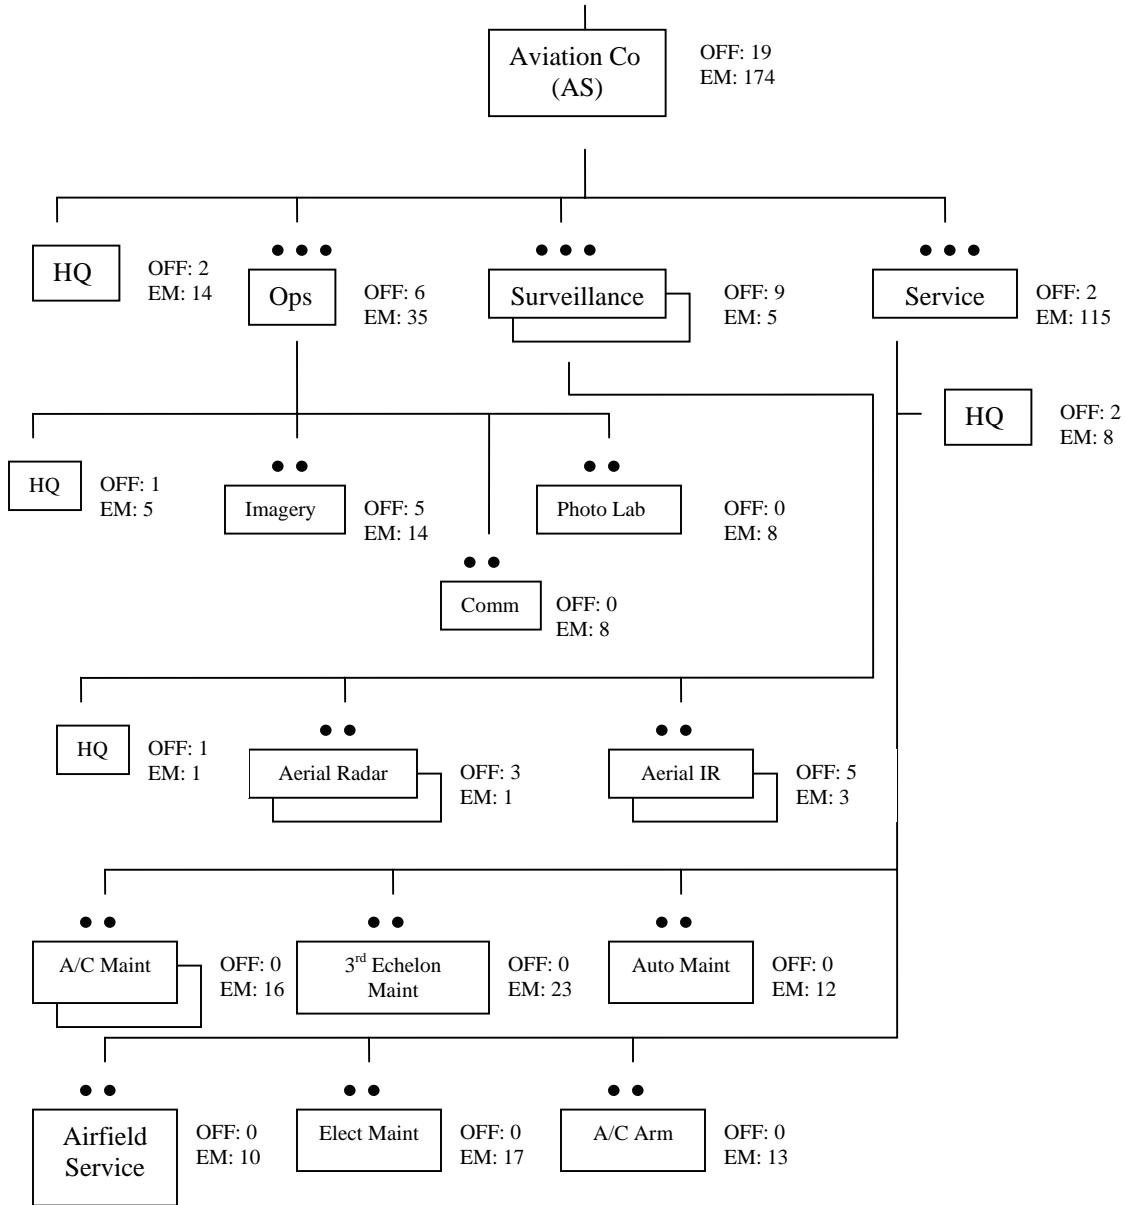 Aviation Co
(AS)
OFF: 19
EM: 174
HQ
OFF: 2
EM: 14
Ops
OFF: 6
EM: 35
Surveillance
OFF: 9
EM: 5
Service
OFF: 2
EM: 115
HQ
OFF: 2
EM: 8
HQ
OFF: 1
EM: 5
Imagery
OFF: 5
EM: 14
Photo Lab
OFF: 0
EM: 8
Comm
OFF: 0
EM: 8
HQ
OFF: 1
EM: 1
Aerial Radar
OFF: 3
EM: 1
Aerial IR
OFF: 5
EM: 3
A/C Maint
OFF: 0
EM: 16
3rd Echelon
Maint
OFF: 0
EM: 23
Auto Maint
OFF: 0
EM: 12
Airfield
Service
OFF: 0
EM: 10
Elect Maint
OFF: 0
EM: 17
A/C Arm
OFF: 0
EM: 13